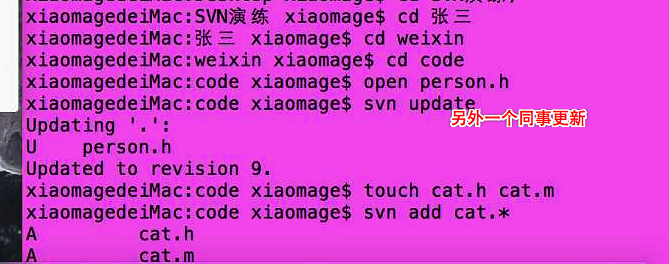 xiaomagedeiMac:SVN演练 xiaomage$ cd 张三
xiaomagedeiMac:张三 xiaomage$ cd weixin
xiaomagedeiMac:weixin xiaomage$ cd code
xiaomagedeiMac:code xiaomage$ open person.h
xiaomagedeiMac:code xiaomage$ svn update
另外一个同事更新
Updating '.':
U    person.h
Updated to revision 9.
xiaomagedeiMac:code xiaomage$ touch cat.h cat.m
xiaomagedeiMac:code xiaomage$ svn add cat.*
A         cat.h
A         cat.m